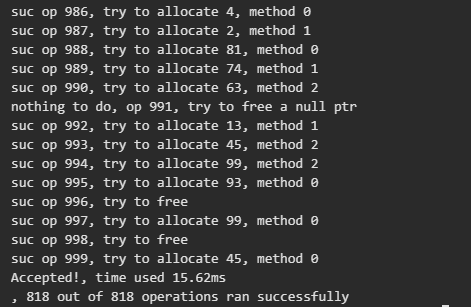 suc op 986, try to allocate 4, method 0
suc op 987, try to allocate 2, method 1
suc op 988, try to allocate 81, method 0
suc op 989, try to allocate 74, method 1
suc op 990, try to allocate 63, method 2
nothing to do, op 991, try to free a null ptr
suc op 992, try to allocate 13, method 1
suc op 993, try to allocate 45, method 2
suc op 994, try to allocate 99, method 2
suc op 995, try to allocate 93, method 0
suc op 996, try to free
suc op 997, try to allocate 99, method 0
suc op 998, try to free
suc op 999, try to allocate 45, method 0
Accepted!, time used 15.62ms
, 818 out of 818 operations ran successfully